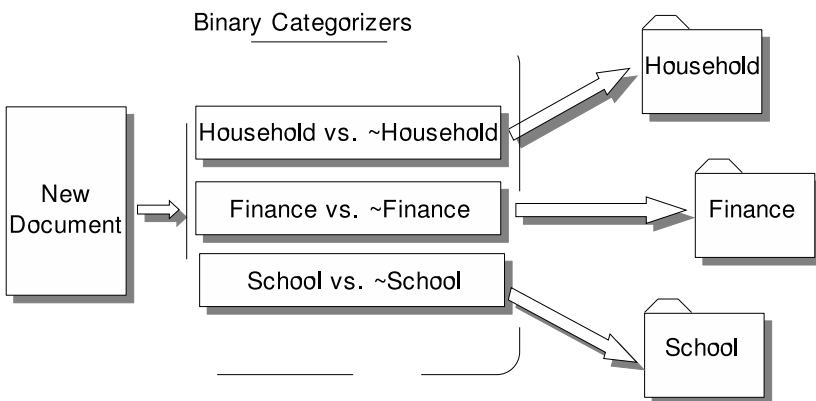 Binary Categorizers
Household
Household vs. ~Household
New
Document
Finance vs. ~Finance
Finance
School vs. ~School
School